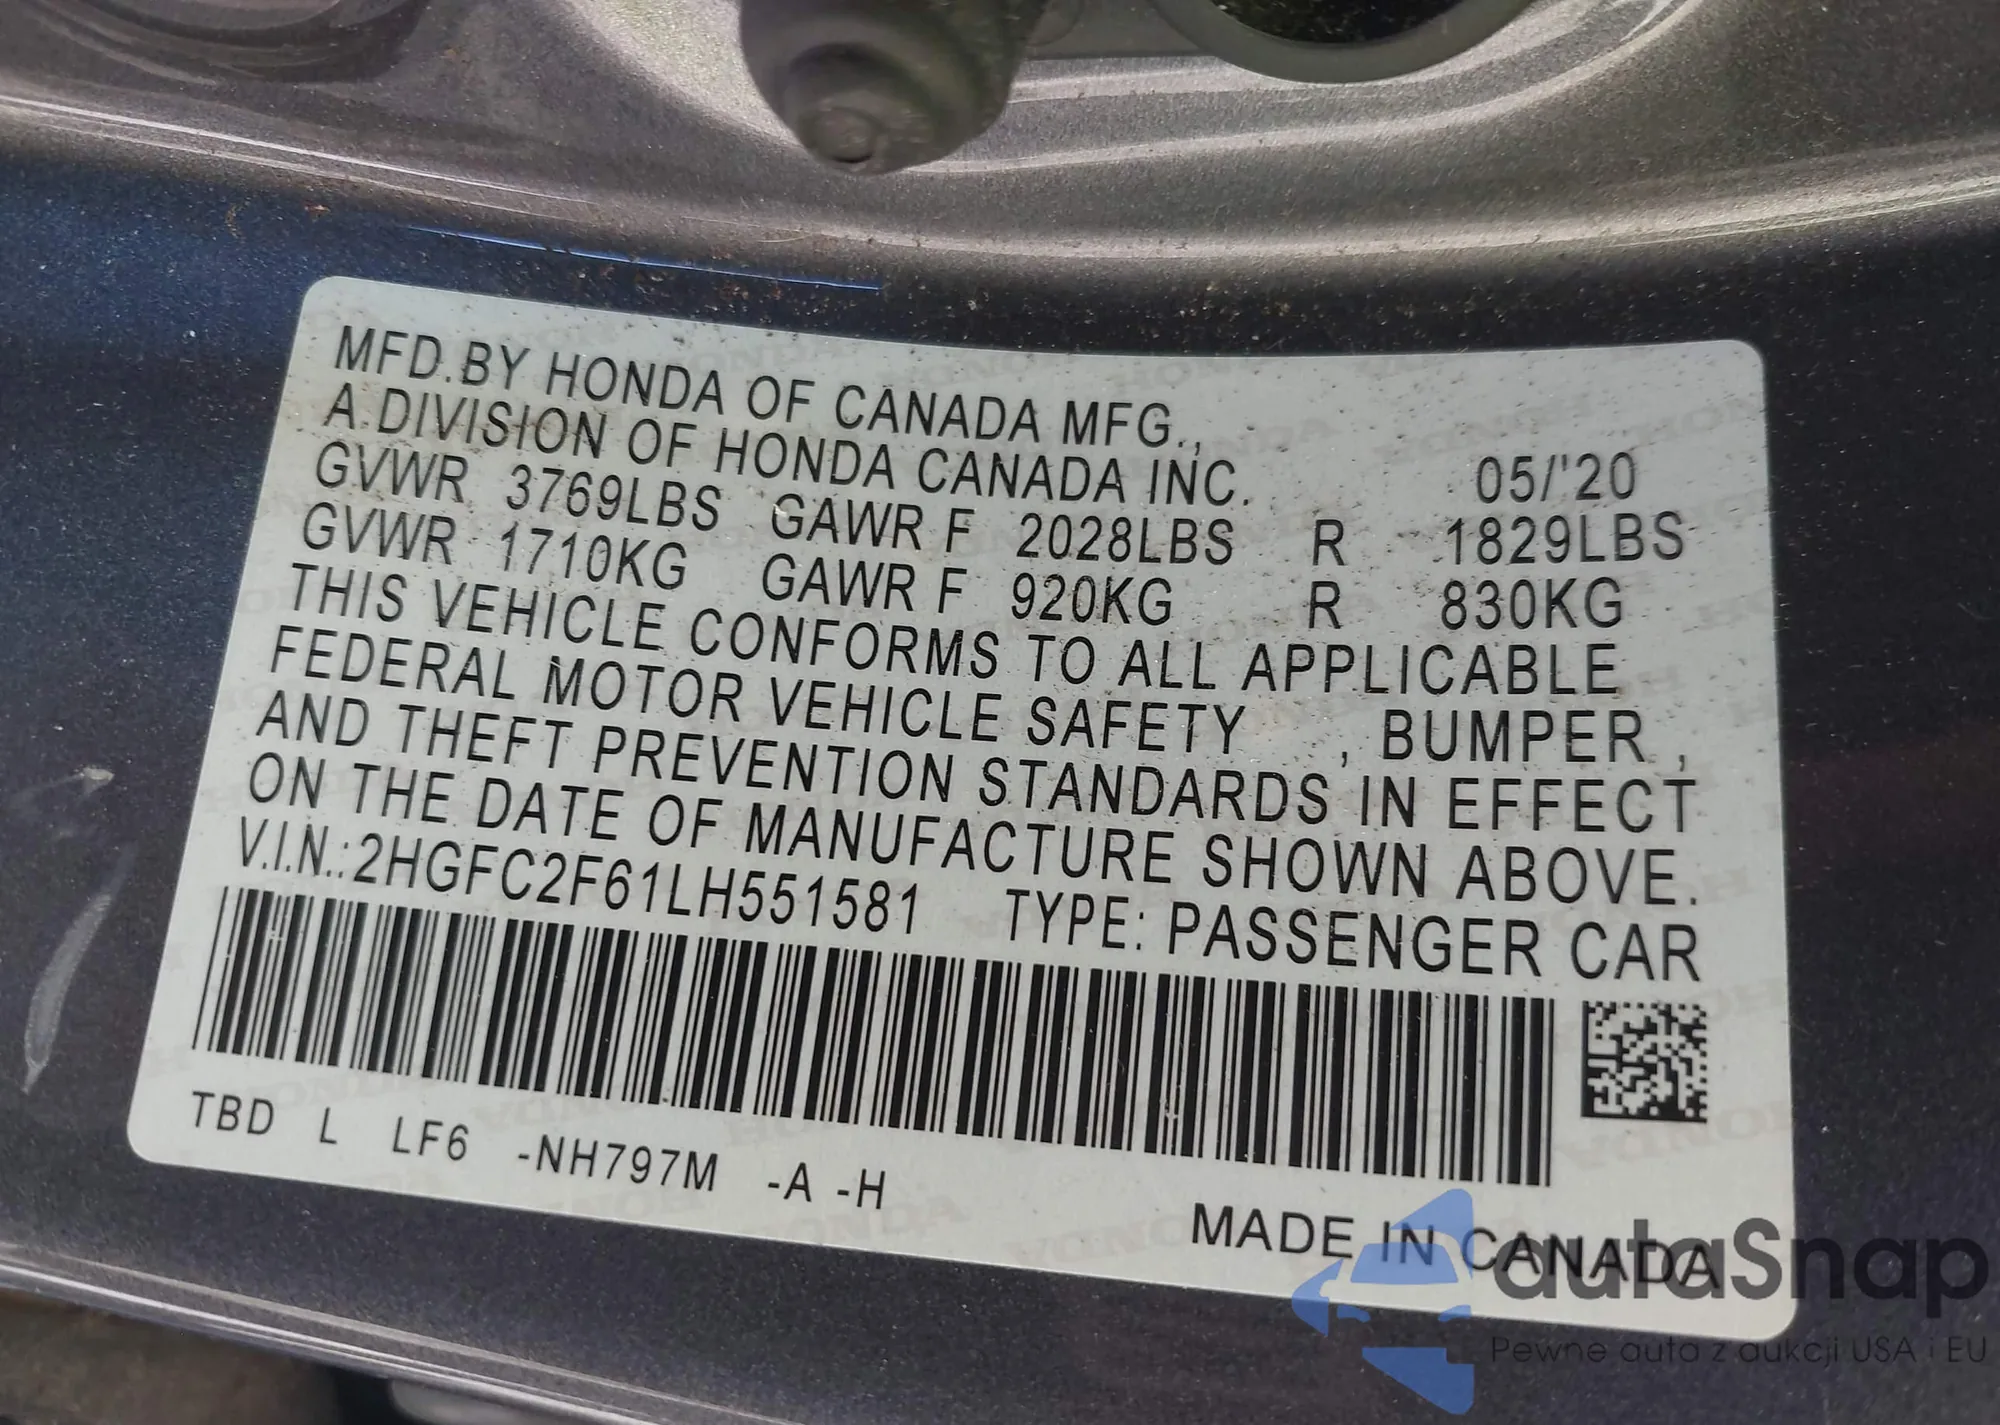 MFD.BY HONDA OF CANADA MFG.,
A DIVISION OF HONDA CANADA INC. 05/'20
GVWR 3769LBS GAWR F 2028LBS R 1829LBS
GVWR 1710KG GAWR F 920KG R 830KG
THIS VEHICLE CONFORMS TO ALL APPLICABLE
FEDERAL MOTOR VEHICLE SAFETY , BUMPER ,
AND THEFT PREVENTION STANDARDS IN EFFECT
ON THE DATE OF MANUFACTURE SHOWN ABOVE.
V.I.N.:2HGFC2F61LH551581 TYPE: PASSENGER CAR
TBD L LF6 -NH797M -A -H
MADE IN CANADA
autaSnap
Pewne auta z aukcji USA i EU